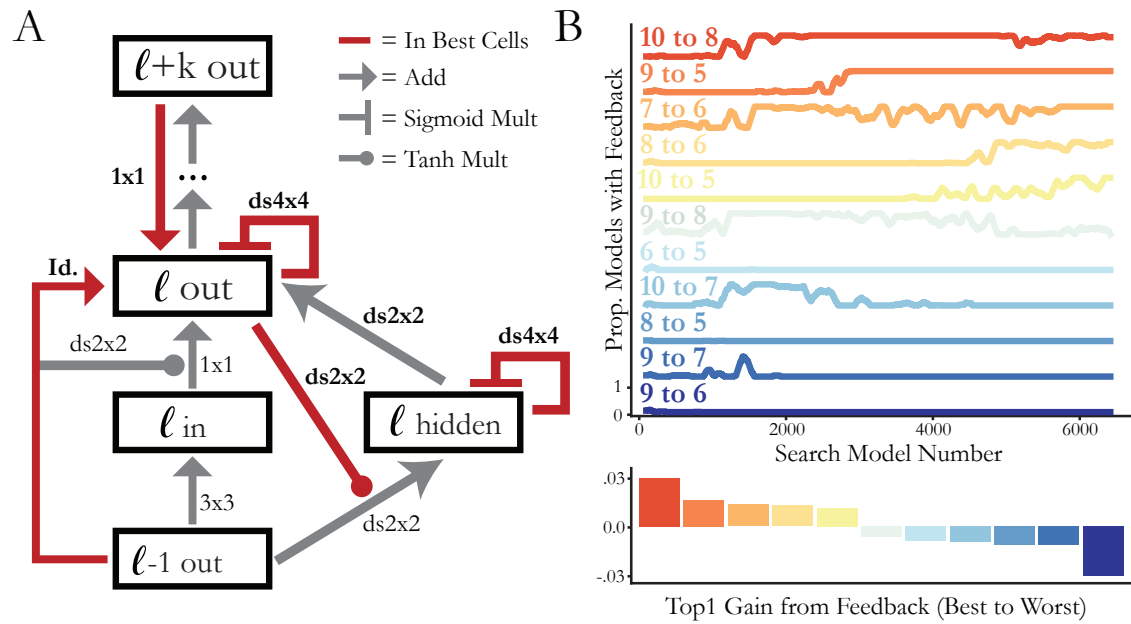 A
ℓ+k out
1x1
...
ds4x4
Id.
ℓ out
ds2x2
1x1
ds2x2
ds2x2
ds4x4
ℓ in
ℓ hidden
3x3
ds2x2
ℓ-1 out
= In Best Cells
= Add
= Sigmoid Mult
= Tanh Mult
B
Prop. Models with Feedback
10 to 8
9 to 5
7 to 6
8 to 6
10 to 5
9 to 8
6 to 5
10 to 7
8 to 5
9 to 7
9 to 6
1
0
0 2000 4000 6000
Search Model Number
.03
0.0
-.03
Top1 Gain from Feedback (Best to Worst)